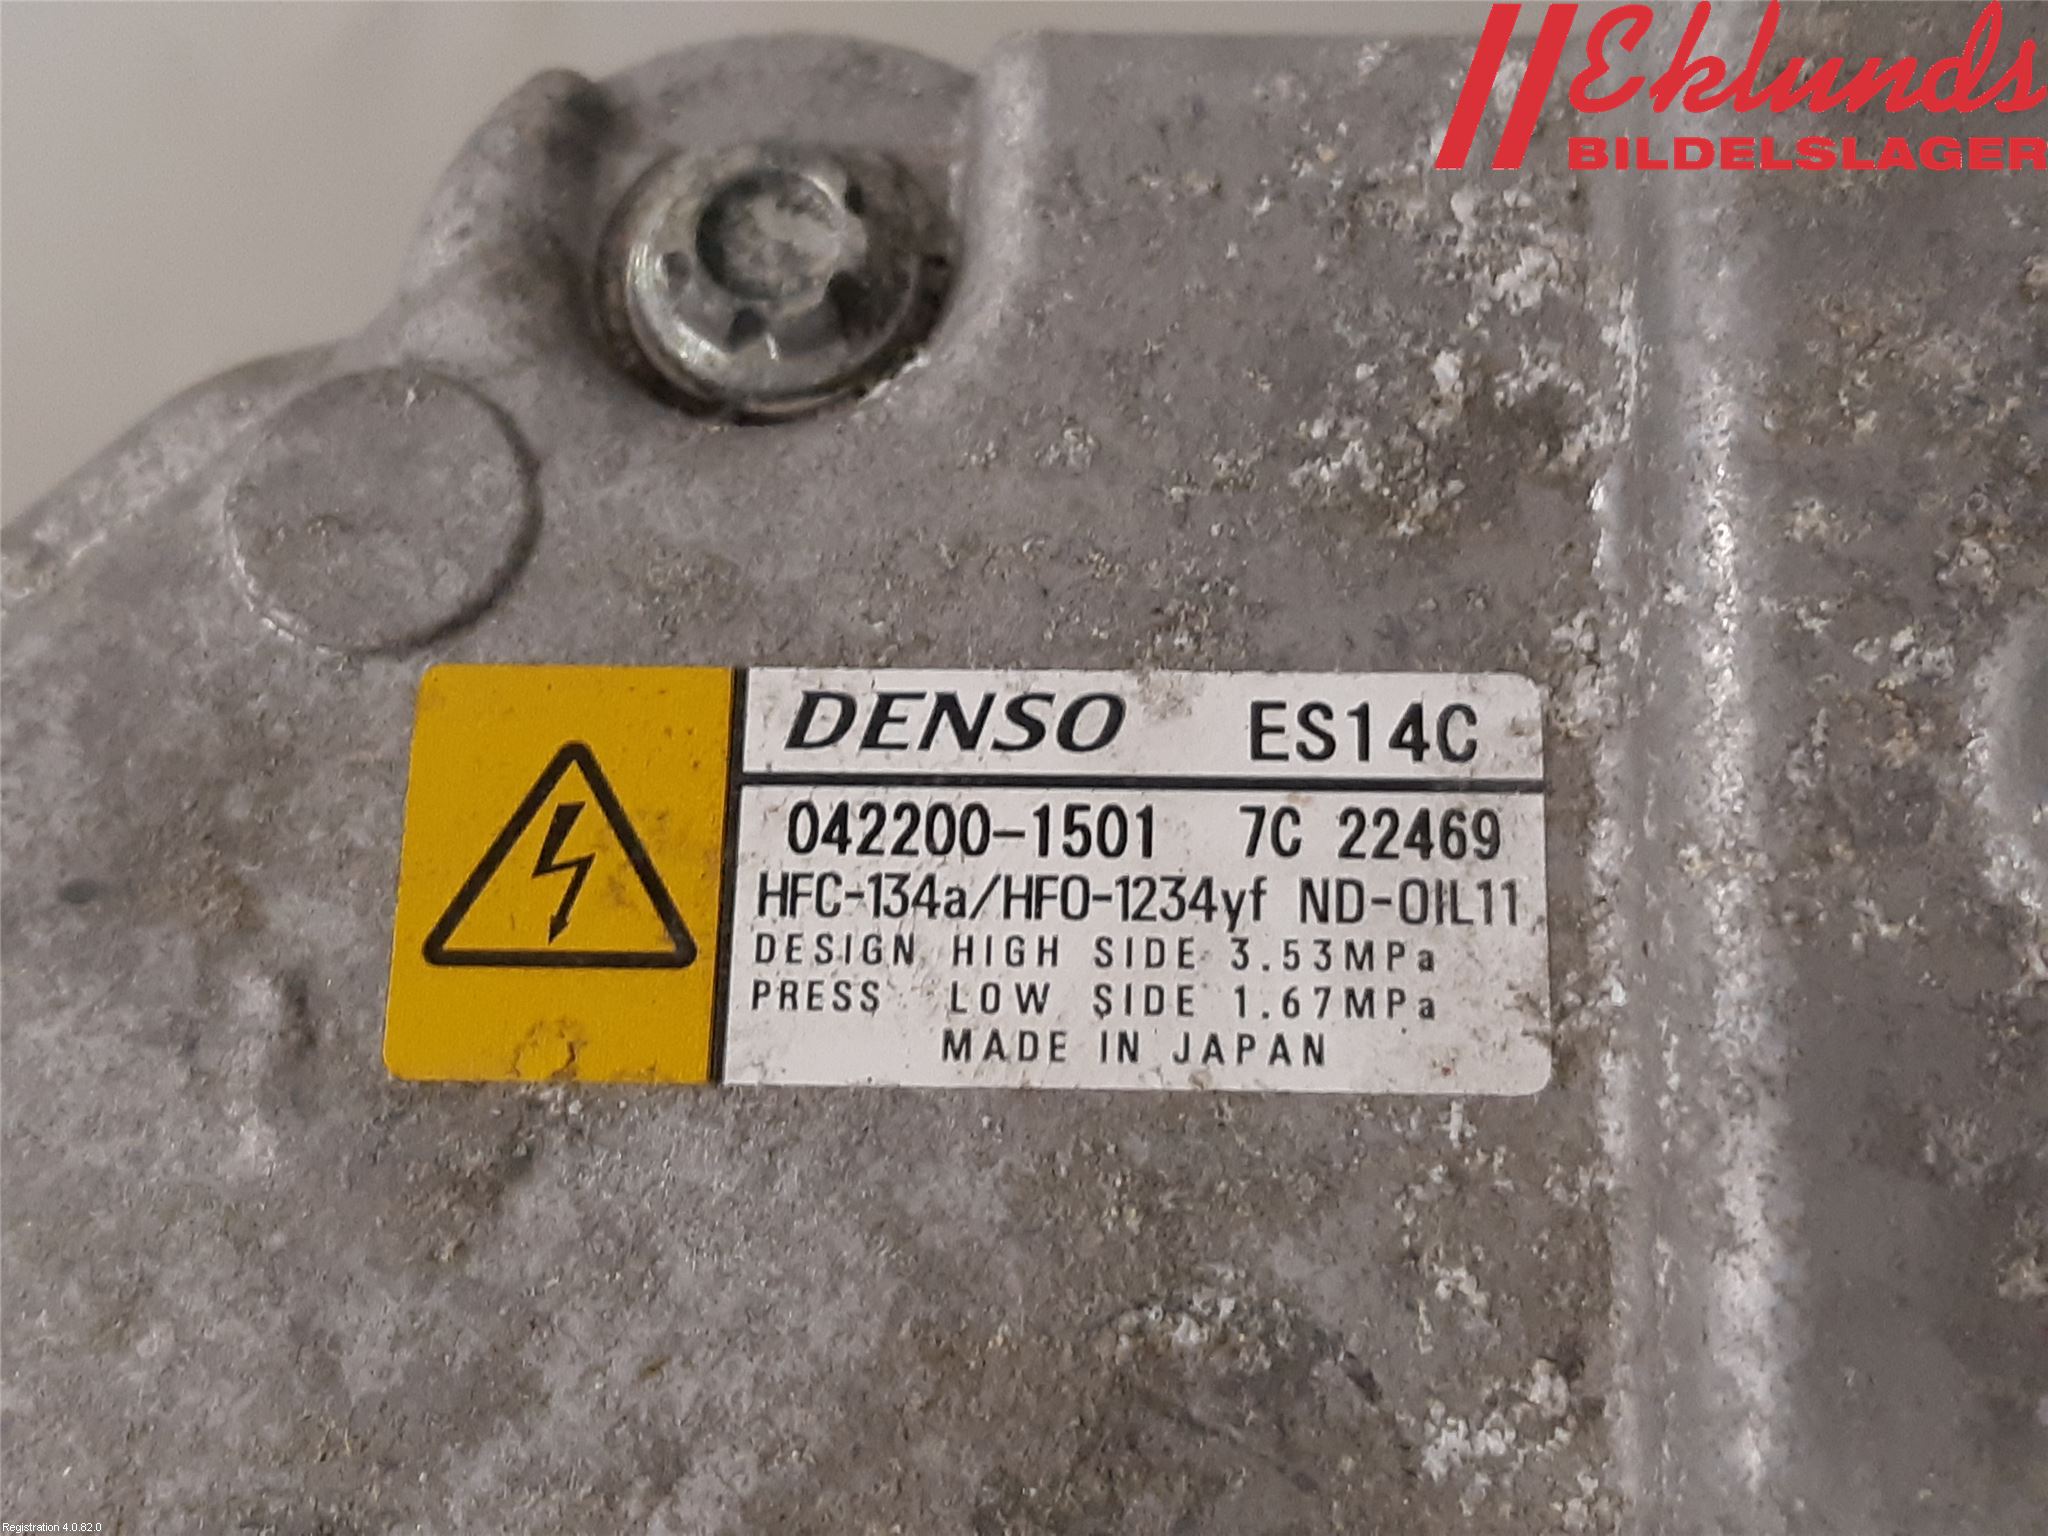 Eklunds
BILDELSLAGER
DENSO ES14C
042200-1501 7C 22469
HFC-134a/HFO-1234yf ND-OIL11
DESIGN HIGH SIDE 3.53MPa
PRESS LOW SIDE 1.67MPa
MADE IN JAPAN
Registration 4.0.82.0